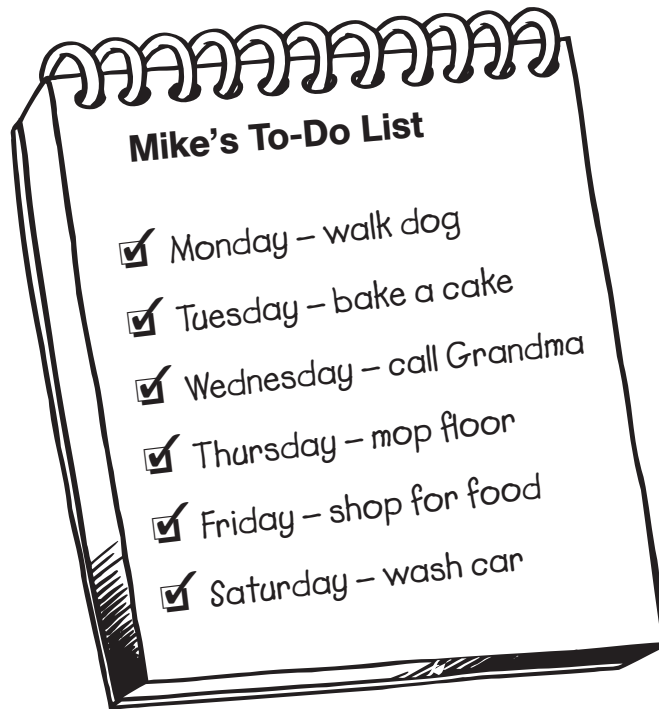 Mike's To-Do List
Monday – walk dog
Tuesday – bake a cake
Wednesday – call Grandma
Thursday – mop floor
Friday – shop for food
Saturday – wash car